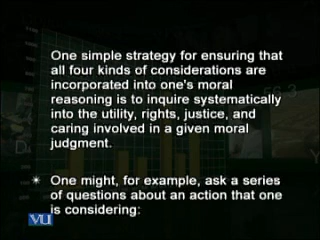 One simple strategy for ensuring that
all four kinds of considerations are
incorporated into one's moral
reasoning is to inquire systematically
into the utility, rights, justice, and
caring involved in a given moral
judgment.
One might, for example, ask a series
of questions about an action that one
is considering:
VU